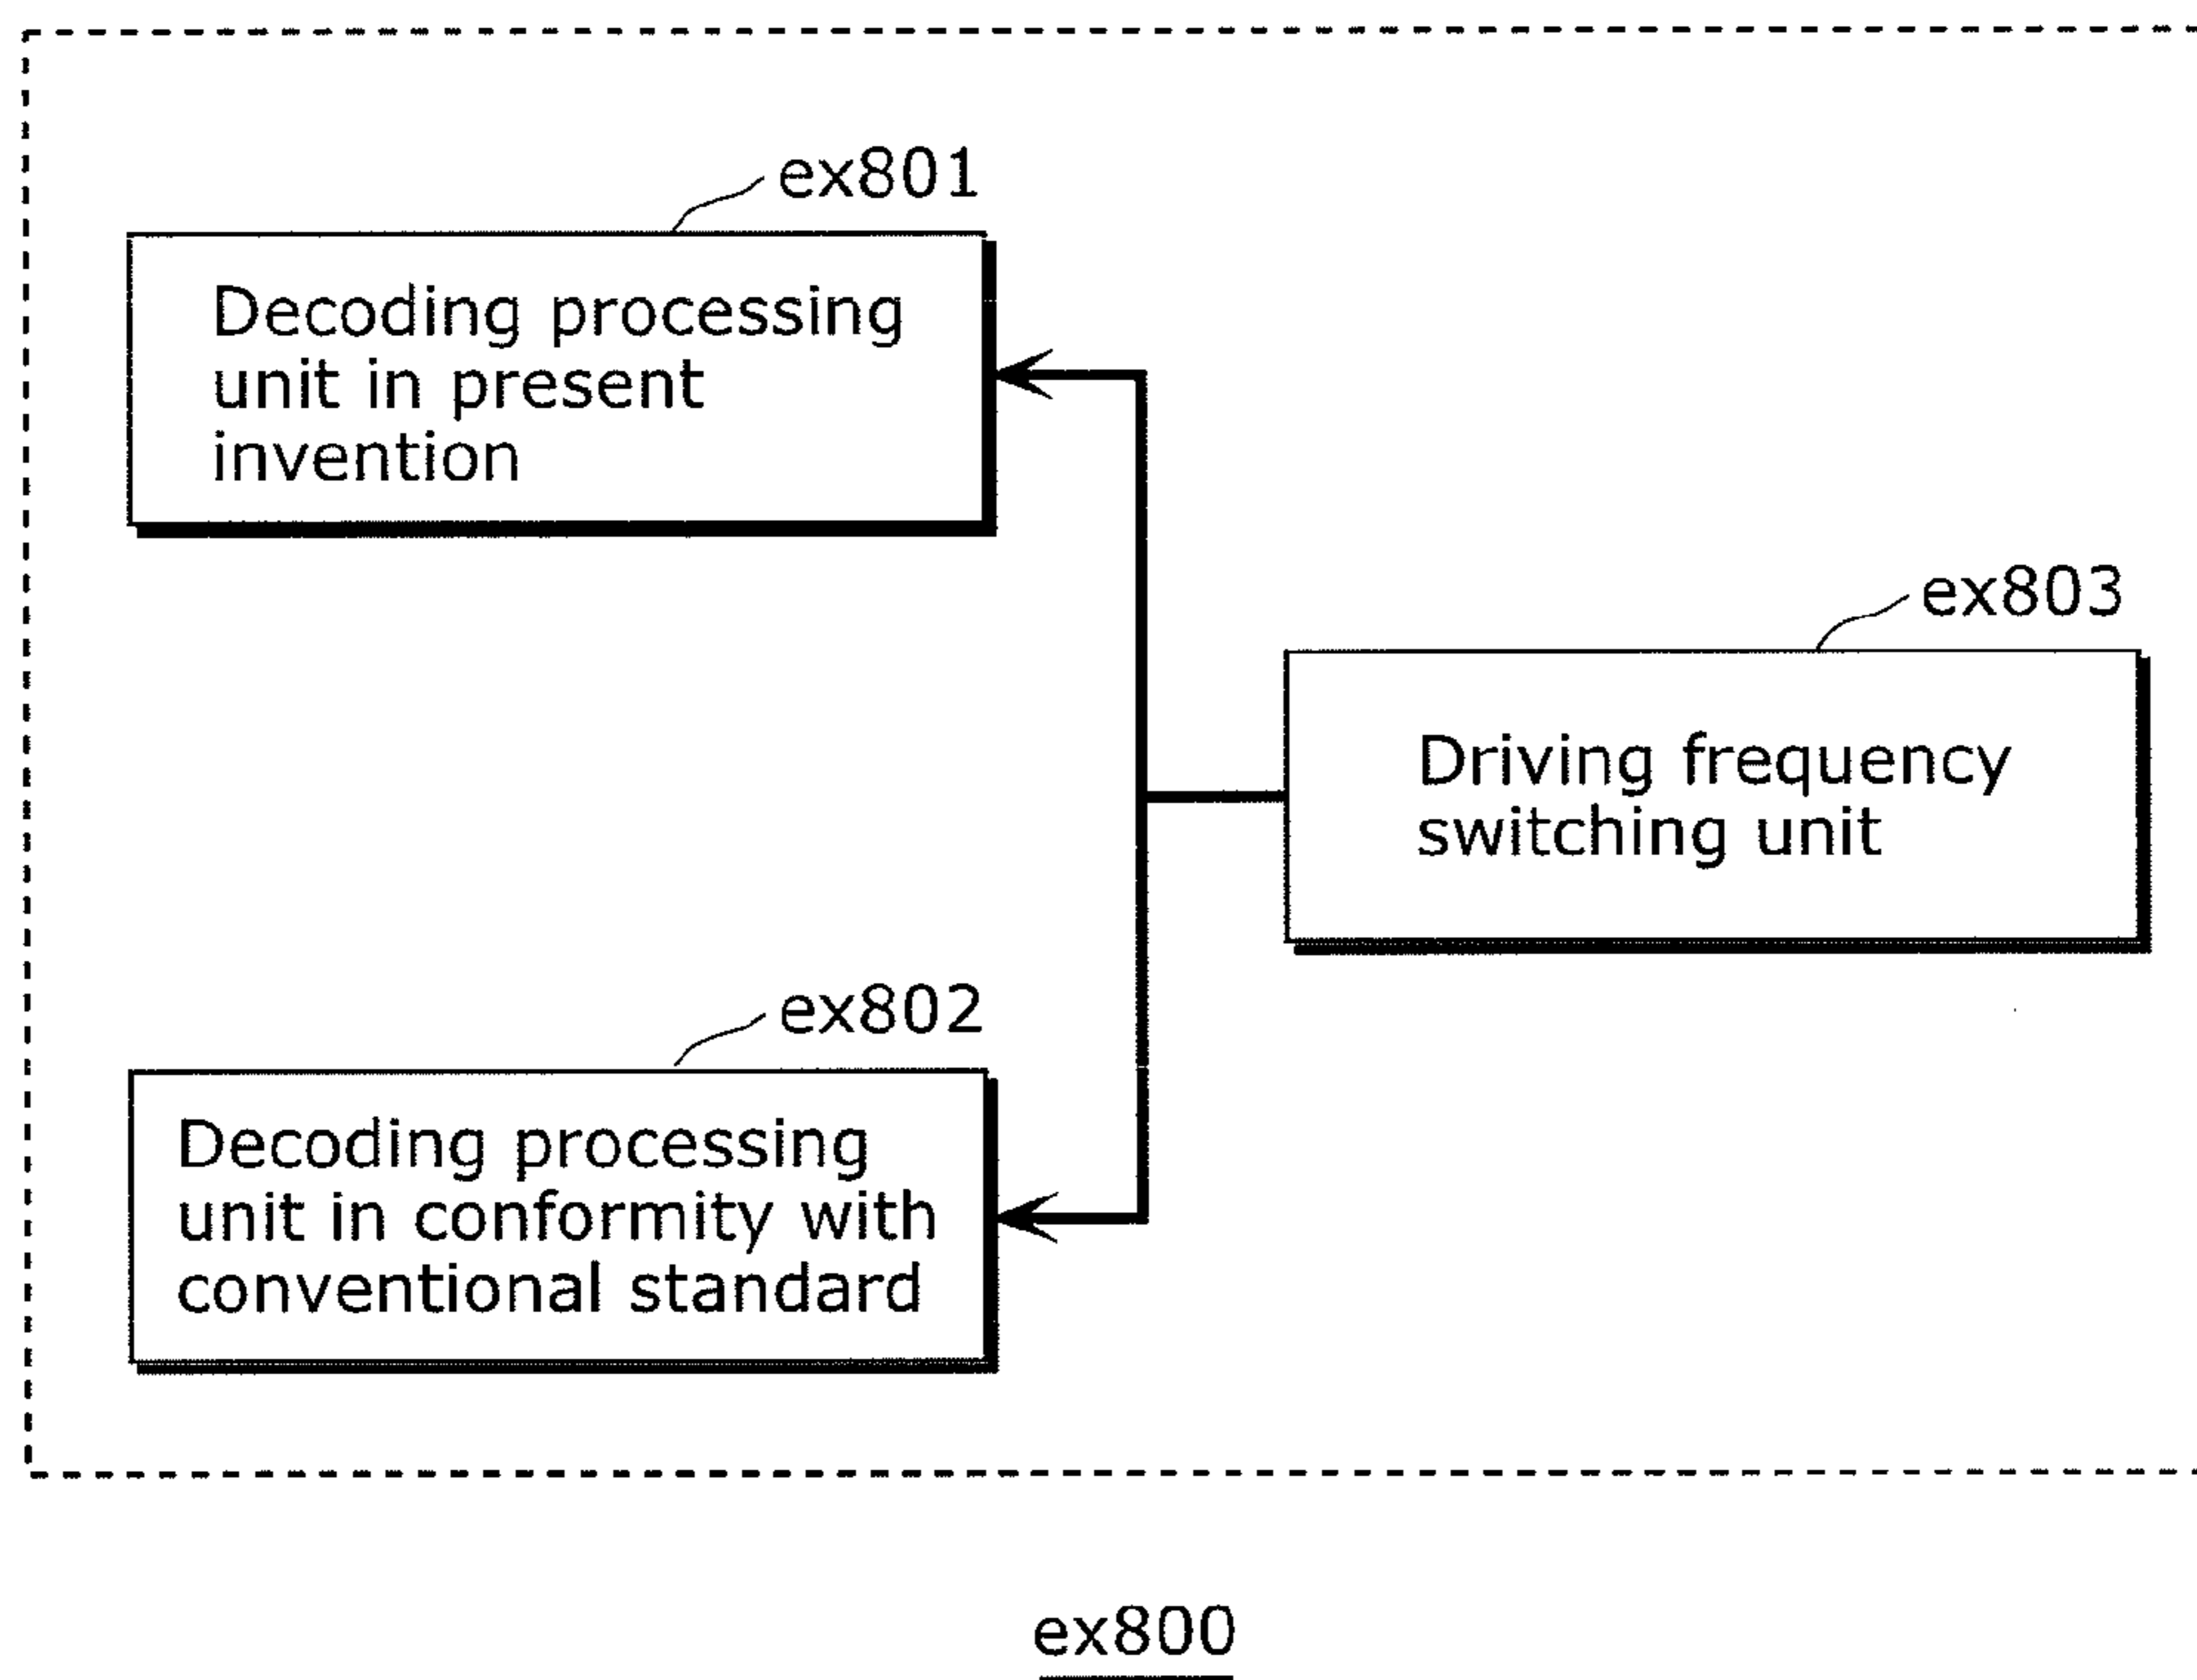 ex801
Decoding processing
unit in present
invention
ex803
Driving frequency
switching unit
ex802
Decoding processing
unit in conformity with
conventional standard
ex800